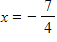 x = − 7/4